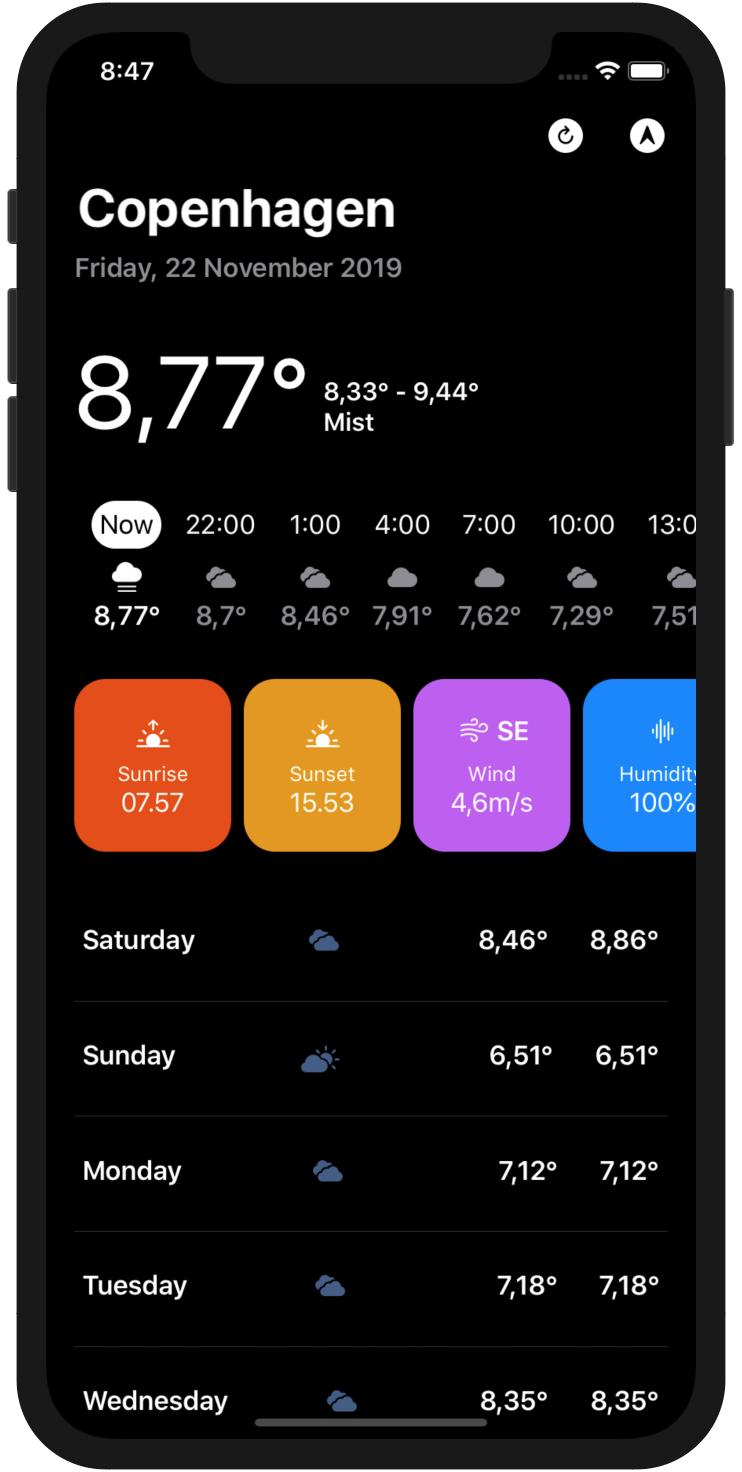 8:47
Copenhagen
Friday, 22 November 2019
8,77°
8,33° - 9,44°
Mist
Now 22:00 1:00 4:00 7:00 10:00 13:0
8,77° 8,7° 8,46° 7,91° 7,62° 7,29° 7,51
SE
Sunrise Sunset Wind Humidity
07.57 15.53 4,6m/s 100%
Saturday 8,46° 8,86°
Sunday 6,51° 6,51°
Monday 7,12° 7,12°
Tuesday 7,18° 7,18°
Wednesday 8,35° 8,35°